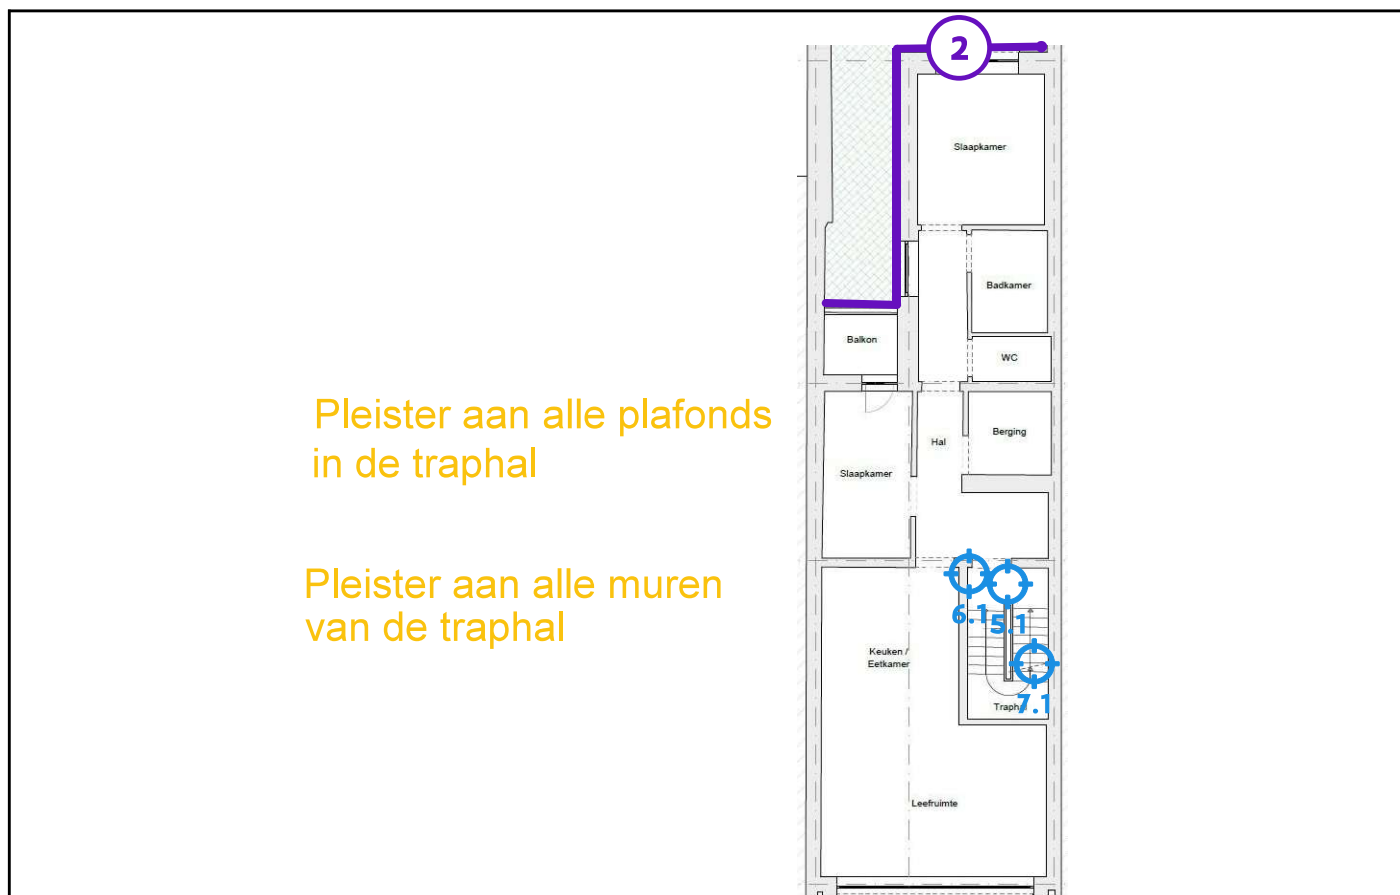 2
Slaapkamer
Badkamer
Balkon
WC
Pleister aan alle plafonds
in de traphal
Hal
Berging
Slaapkamer
Pleister aan alle muren
van de traphal
6.1
5.1
Keuken /
Eetkamer
7.1
Traphal
Leefruimte